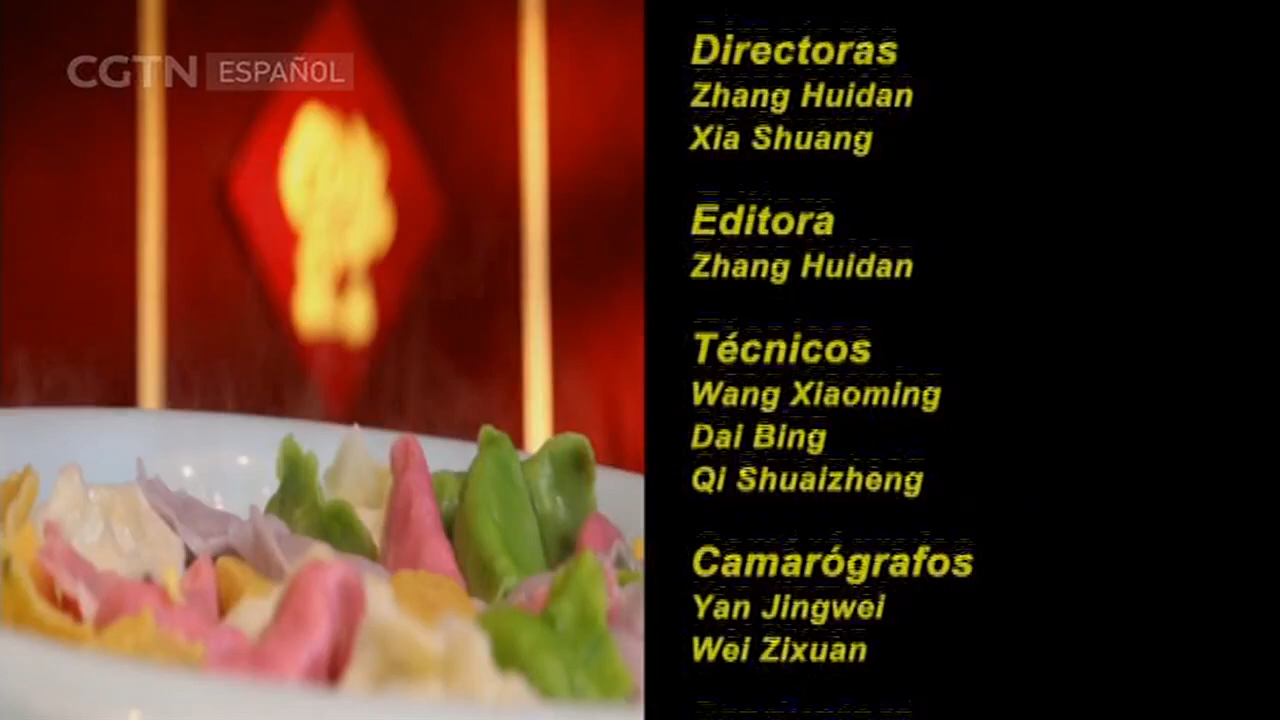 CGTN ESPAÑOL
Directoras
Zhang Huidan
Xia Shuang
Editora
Zhang Huidan
Técnicos
Wang Xiaoming
Dai Bing
Qi Shuaizheng
Camarógrafos
Yan Jingwei
Wei Zixuan